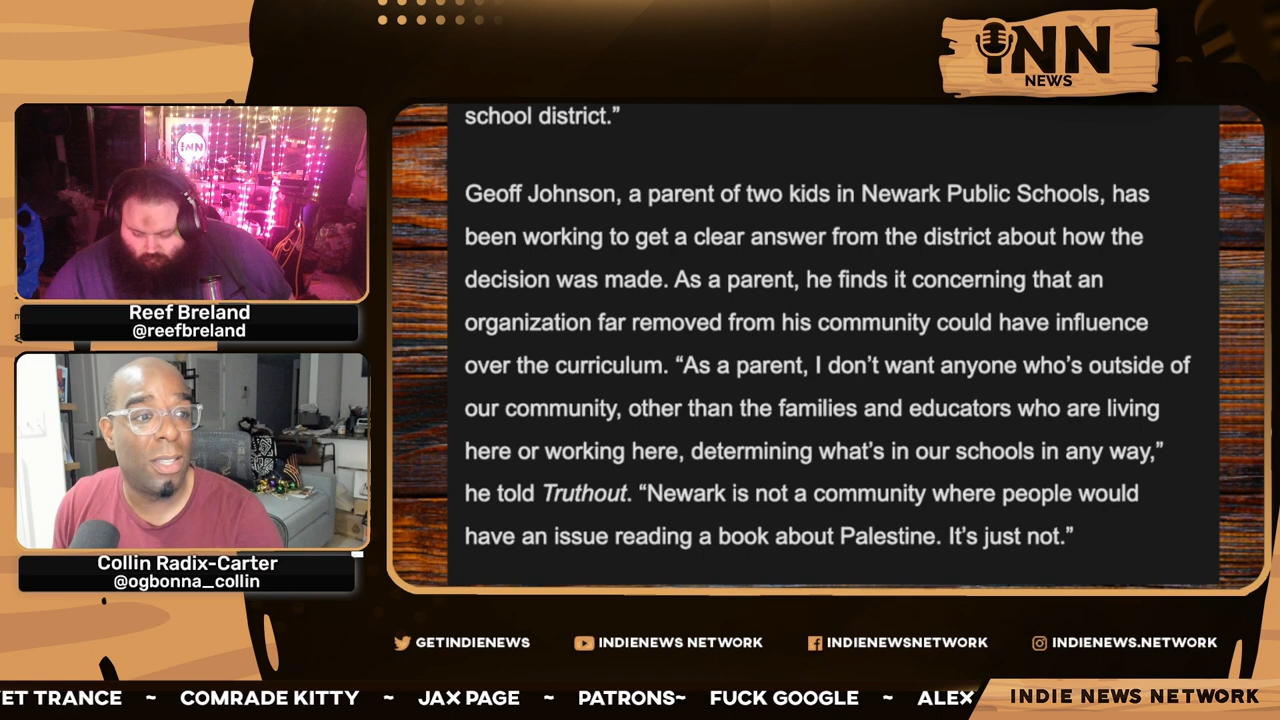 iNN
NEWS
school district.”
Geoff Johnson, a parent of two kids in Newark Public Schools, has
been working to get a clear answer from the district about how the
decision was made. As a parent, he finds it concerning that an
organization far removed from his community could have influence
over the curriculum. “As a parent, I don’t want anyone who’s outside of
our community, other than the families and educators who are living
here or working here, determining what’s in our schools in any way,”
he told Truthout. “Newark is not a community where people would
have an issue reading a book about Palestine. It’s just not.”
iNN
Reef Breland
@reefbreland
Collin Radix-Carter
@ogbonna_collin
GETINDIENEWS
INDIENEWS NETWORK
INDIENEWSNETWORK
INDIENEWS.NETWORK
ET TRANCE ~ COMRADE KITTY ~ JAX PAGE ~ PATRONS~ FUCK GOOGLE ~ ALEX
INDIE NEWS NETWORK